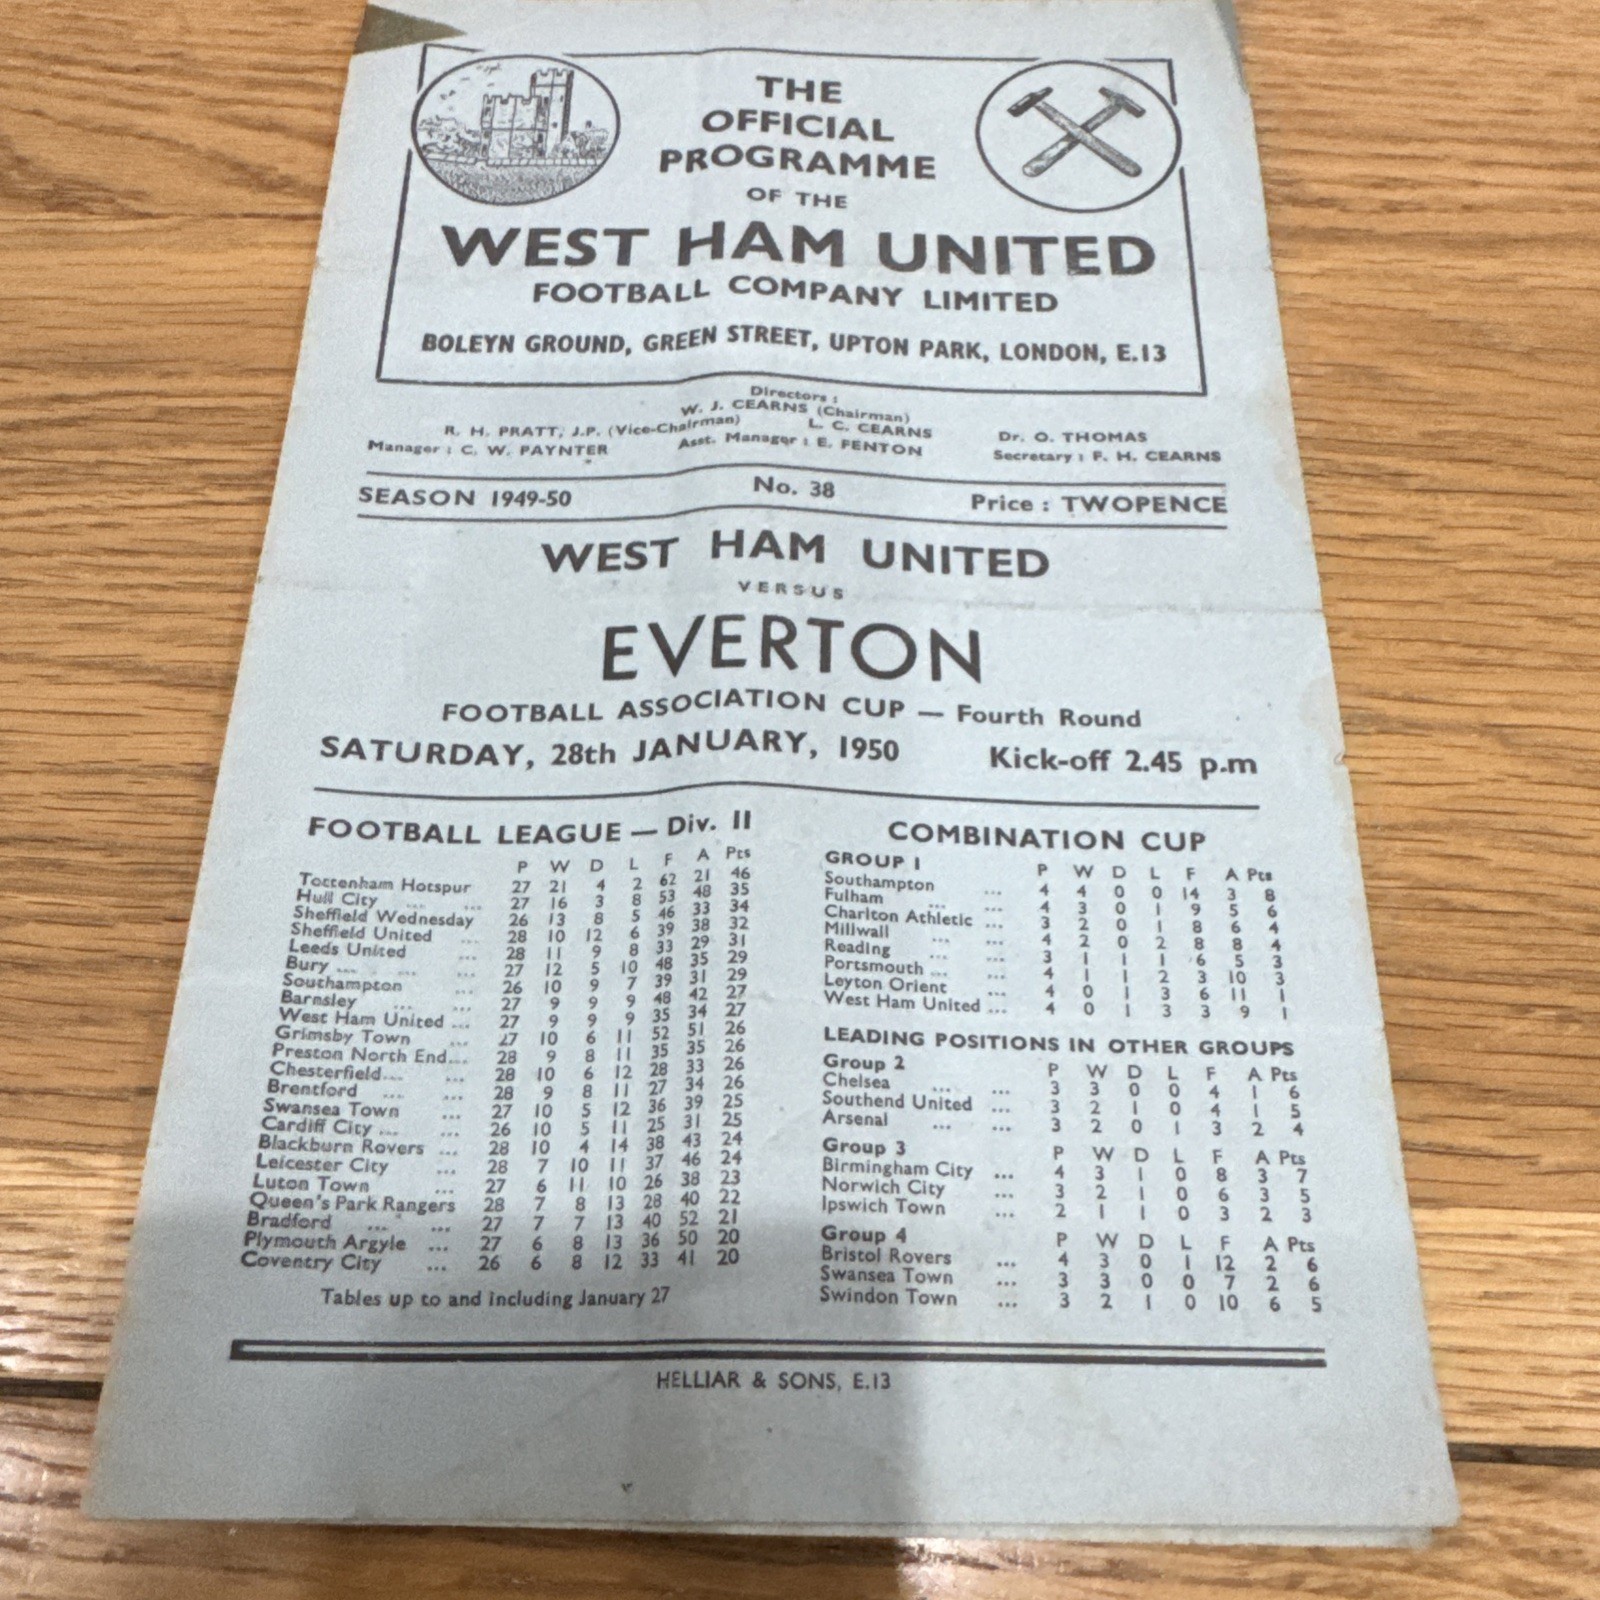 THE
OFFICIAL
PROGRAMME
OF THE
WEST HAM UNITED
FOOTBALL COMPANY LIMITED
BOLEYN GROUND, GREEN STREET, UPTON PARK, LONDON, E.13
Directors :
W. J. CEARNS (Chairman)
R. H. PRATT, J.P. (Vice-Chairman) L. C. CEARNS Dr. O. THOMAS
Manager : C. W. PAYNTER Asst. Manager : E. FENTON Secretary : F. H. CEARNS
SEASON 1949-50 No. 38 Price : TWOPENCE
WEST HAM UNITED
VERSUS
EVERTON
FOOTBALL ASSOCIATION CUP — Fourth Round
SATURDAY, 28th JANUARY, 1950 Kick-off 2.45 p.m
FOOTBALL LEAGUE — Div. II
P W D L F A Pts
Tottenham Hotspur 27 21 4 2 62 21 46
Hull City ... ... 27 16 3 8 53 48 35
Sheffield Wednesday 26 13 8 5 46 33 34
Sheffield United ... 28 10 12 6 39 38 32
Leeds United ... 28 11 9 8 33 29 31
Bury ... ... ... 27 12 5 10 48 35 29
Southampton ... 26 10 9 7 39 31 29
Barnsley ... ... 27 9 9 9 48 42 27
West Ham United ... 27 9 9 9 35 34 27
Grimsby Town ... 27 10 6 11 52 51 26
Preston North End... 28 9 8 11 35 35 26
Chesterfield... ... 28 10 6 12 28 33 26
Brentford ... ... 28 9 8 11 27 34 26
Swansea Town ... 27 10 5 12 36 39 25
Cardiff City ... ... 26 10 5 11 25 31 25
Blackburn Rovers ... 28 10 4 14 38 43 24
Leicester City ... 28 7 10 11 37 46 24
Luton Town ... 27 6 11 10 26 38 23
Queen's Park Rangers 28 7 8 13 28 40 22
Bradford ... ... 27 7 7 13 40 52 21
Plymouth Argyle ... 27 6 8 13 36 50 20
Coventry City ... 26 6 8 12 33 41 20
Tables up to and including January 27
COMBINATION CUP
GROUP 1 P W D L F A Pts
Southampton ... 4 4 0 0 14 3 8
Fulham ... ... 4 3 0 1 9 5 6
Charlton Athletic ... 3 2 0 1 8 6 4
Millwall ... ... 4 2 0 2 8 8 4
Reading ... ... 3 1 1 1 6 5 3
Portsmouth ... ... 4 1 1 2 3 10 3
Leyton Orient ... 4 0 1 3 6 11 1
West Ham United ... 4 0 1 3 3 9 1
LEADING POSITIONS IN OTHER GROUPS
Group 2 P W D L F A Pts
Chelsea ... ... 3 3 0 0 4 1 6
Southend United ... 3 2 1 0 4 1 5
Arsenal ... ... 3 2 0 1 3 2 4
Group 3 P W D L F A Pts
Birmingham City ... 4 3 1 0 8 3 7
Norwich City ... 3 2 1 0 6 3 5
Ipswich Town ... 2 1 1 0 3 2 3
Group 4 P W D L F A Pts
Bristol Rovers ... 4 3 0 1 12 2 6
Swansea Town ... 3 3 0 0 7 2 6
Swindon Town ... 3 2 1 0 10 6 5
HELLIAR & SONS, E.13